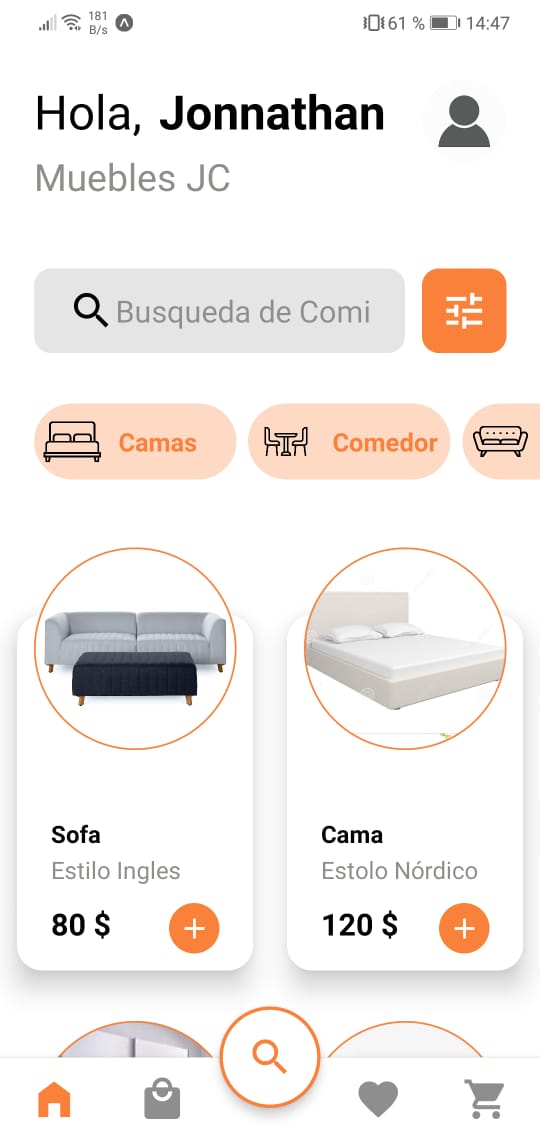 181
B/s
61 %
14:47
Hola, Jonnathan
Muebles JC
Busqueda de Comi
Camas
Comedor
Sofa
Estilo Ingles
80 $
Cama
Estolo Nórdico
120 $